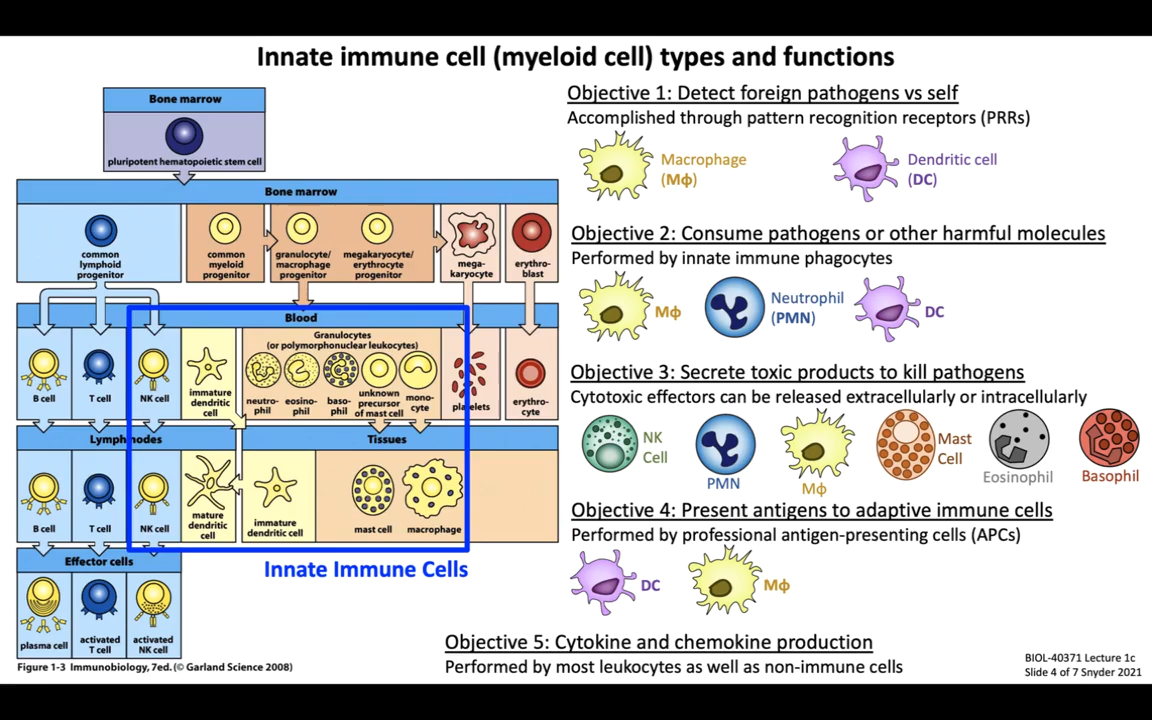 Innate immune cell (myeloid cell) types and functions
Bone marrow
pluripotent hematopoietic stem cell
Bone marrow
common
lymphoid
progenitor
common
myeloid
progenitor
granulocyte/
macrophage
progenitor
megakaryocyte/
erythrocyte
progenitor
mega-
karyocyte
erythro-
blast
Blood
B cell
T cell
NK cell
immature
dendritic
cell
Granulocytes
(or polymorphonuclear leukocytes)
neutro-
phil
eosino-
phil
baso-
phil
unknown
precursor
of mast cell
mono-
cyte
platelets
erythro-
cyte
Lymph nodes
Tissues
B cell
T cell
NK cell
mature
dendritic
cell
immature
dendritic cell
mast cell
macrophage
Effector cells
plasma cell
activated
T cell
activated
NK cell
Innate Immune Cells
Figure 1-3 Immunobiology, 7ed. (© Garland Science 2008)
Objective 1: Detect foreign pathogens vs self
Accomplished through pattern recognition receptors (PRRs)
Macrophage
(Mϕ)
Dendritic cell
(DC)
Objective 2: Consume pathogens or other harmful molecules
Performed by innate immune phagocytes
Mϕ
Neutrophil
(PMN)
DC
Objective 3: Secrete toxic products to kill pathogens
Cytotoxic effectors can be released extracellularly or intracellularly
NK
Cell
PMN
Mϕ
Mast
Cell
Eosinophil
Basophil
Objective 4: Present antigens to adaptive immune cells
Performed by professional antigen-presenting cells (APCs)
DC
Mϕ
Objective 5: Cytokine and chemokine production
Performed by most leukocytes as well as non-immune cells
BIOL-40371 Lecture 1c
Slide 4 of 7 Snyder 2021